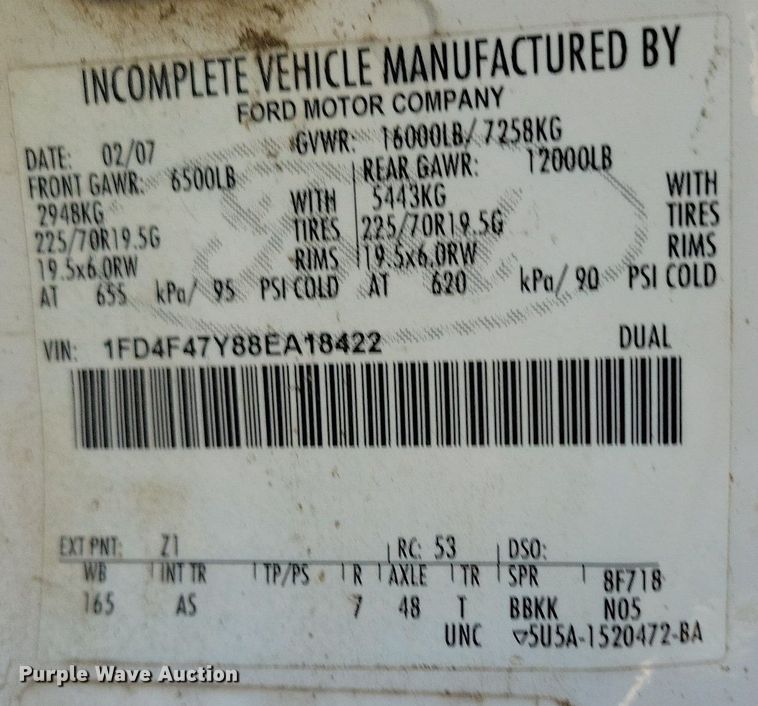 INCOMPLETE VEHICLE MANUFACTURED BY
FORD MOTOR COMPANY
DATE: 02/07 GVWR: 16000LB/ 7258KG
FRONT GAWR: 6500LB REAR GAWR: 12000LB
2948KG WITH 5443KG WITH
225/70R19.5G TIRES 225/70R19.5G TIRES
19.5x6.0RW RIMS 19.5x6.0RW RIMS
AT 655 kPa/ 95 PSI COLD AT 620 kPa/ 90 PSI COLD
VIN: 1FD4F47Y88EA18422 DUAL
EXT PNT: Z1 RC: 53 DSO:
WB INT TR TP/PS R AXLE TR SPR 8F718
165 AS 7 48 T BBKK N05
UNC ▽5U5A-1520472-BA
Purple Wave Auction